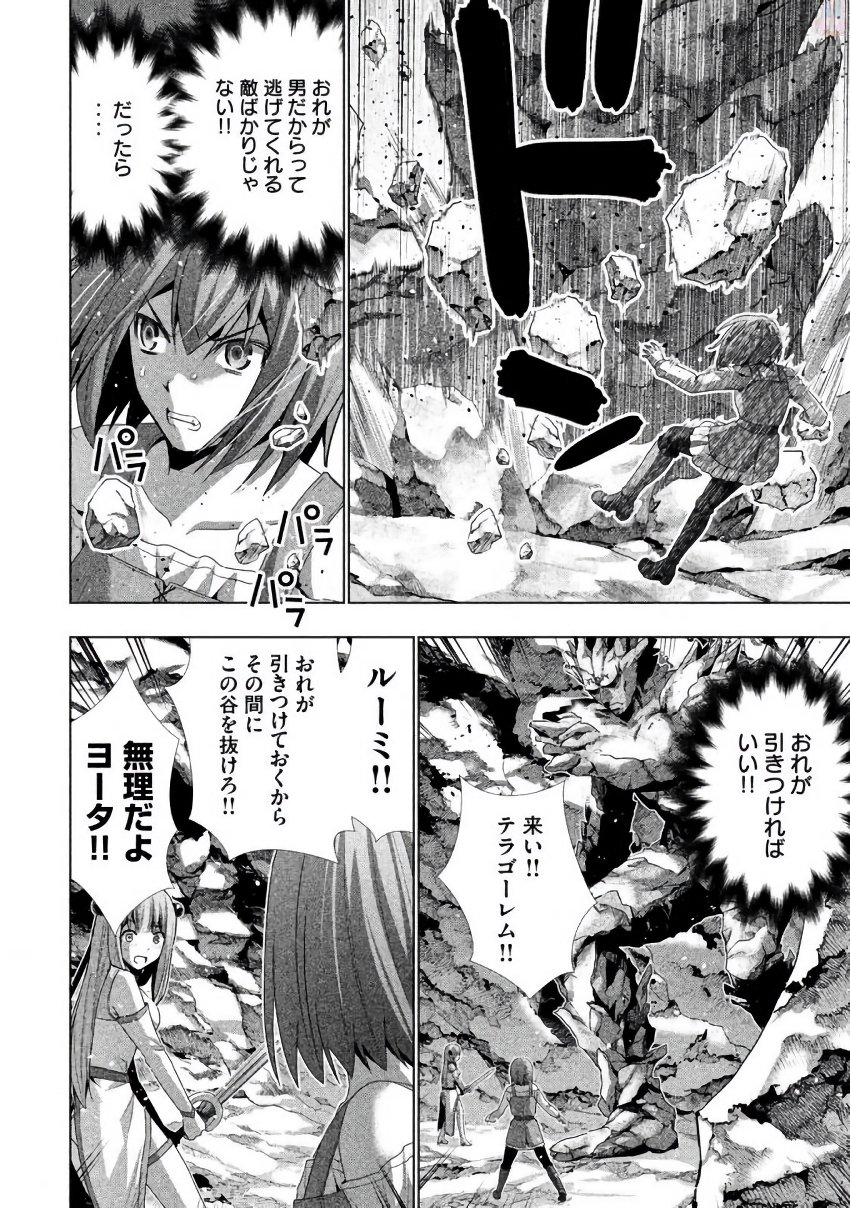 ドドッ
おれが
男だからって
逃げてくれる
敵ばかりじゃ
ない!!
だったら
‥‥
パラ
パラ
パラ
おれが
引きつければ
いい!!
来い!!
テラゴーレム!!
ルーミ!!
おれが
引きつけておくから
その間に
この谷を抜けろ!!
無理だよ
ヨータ!!